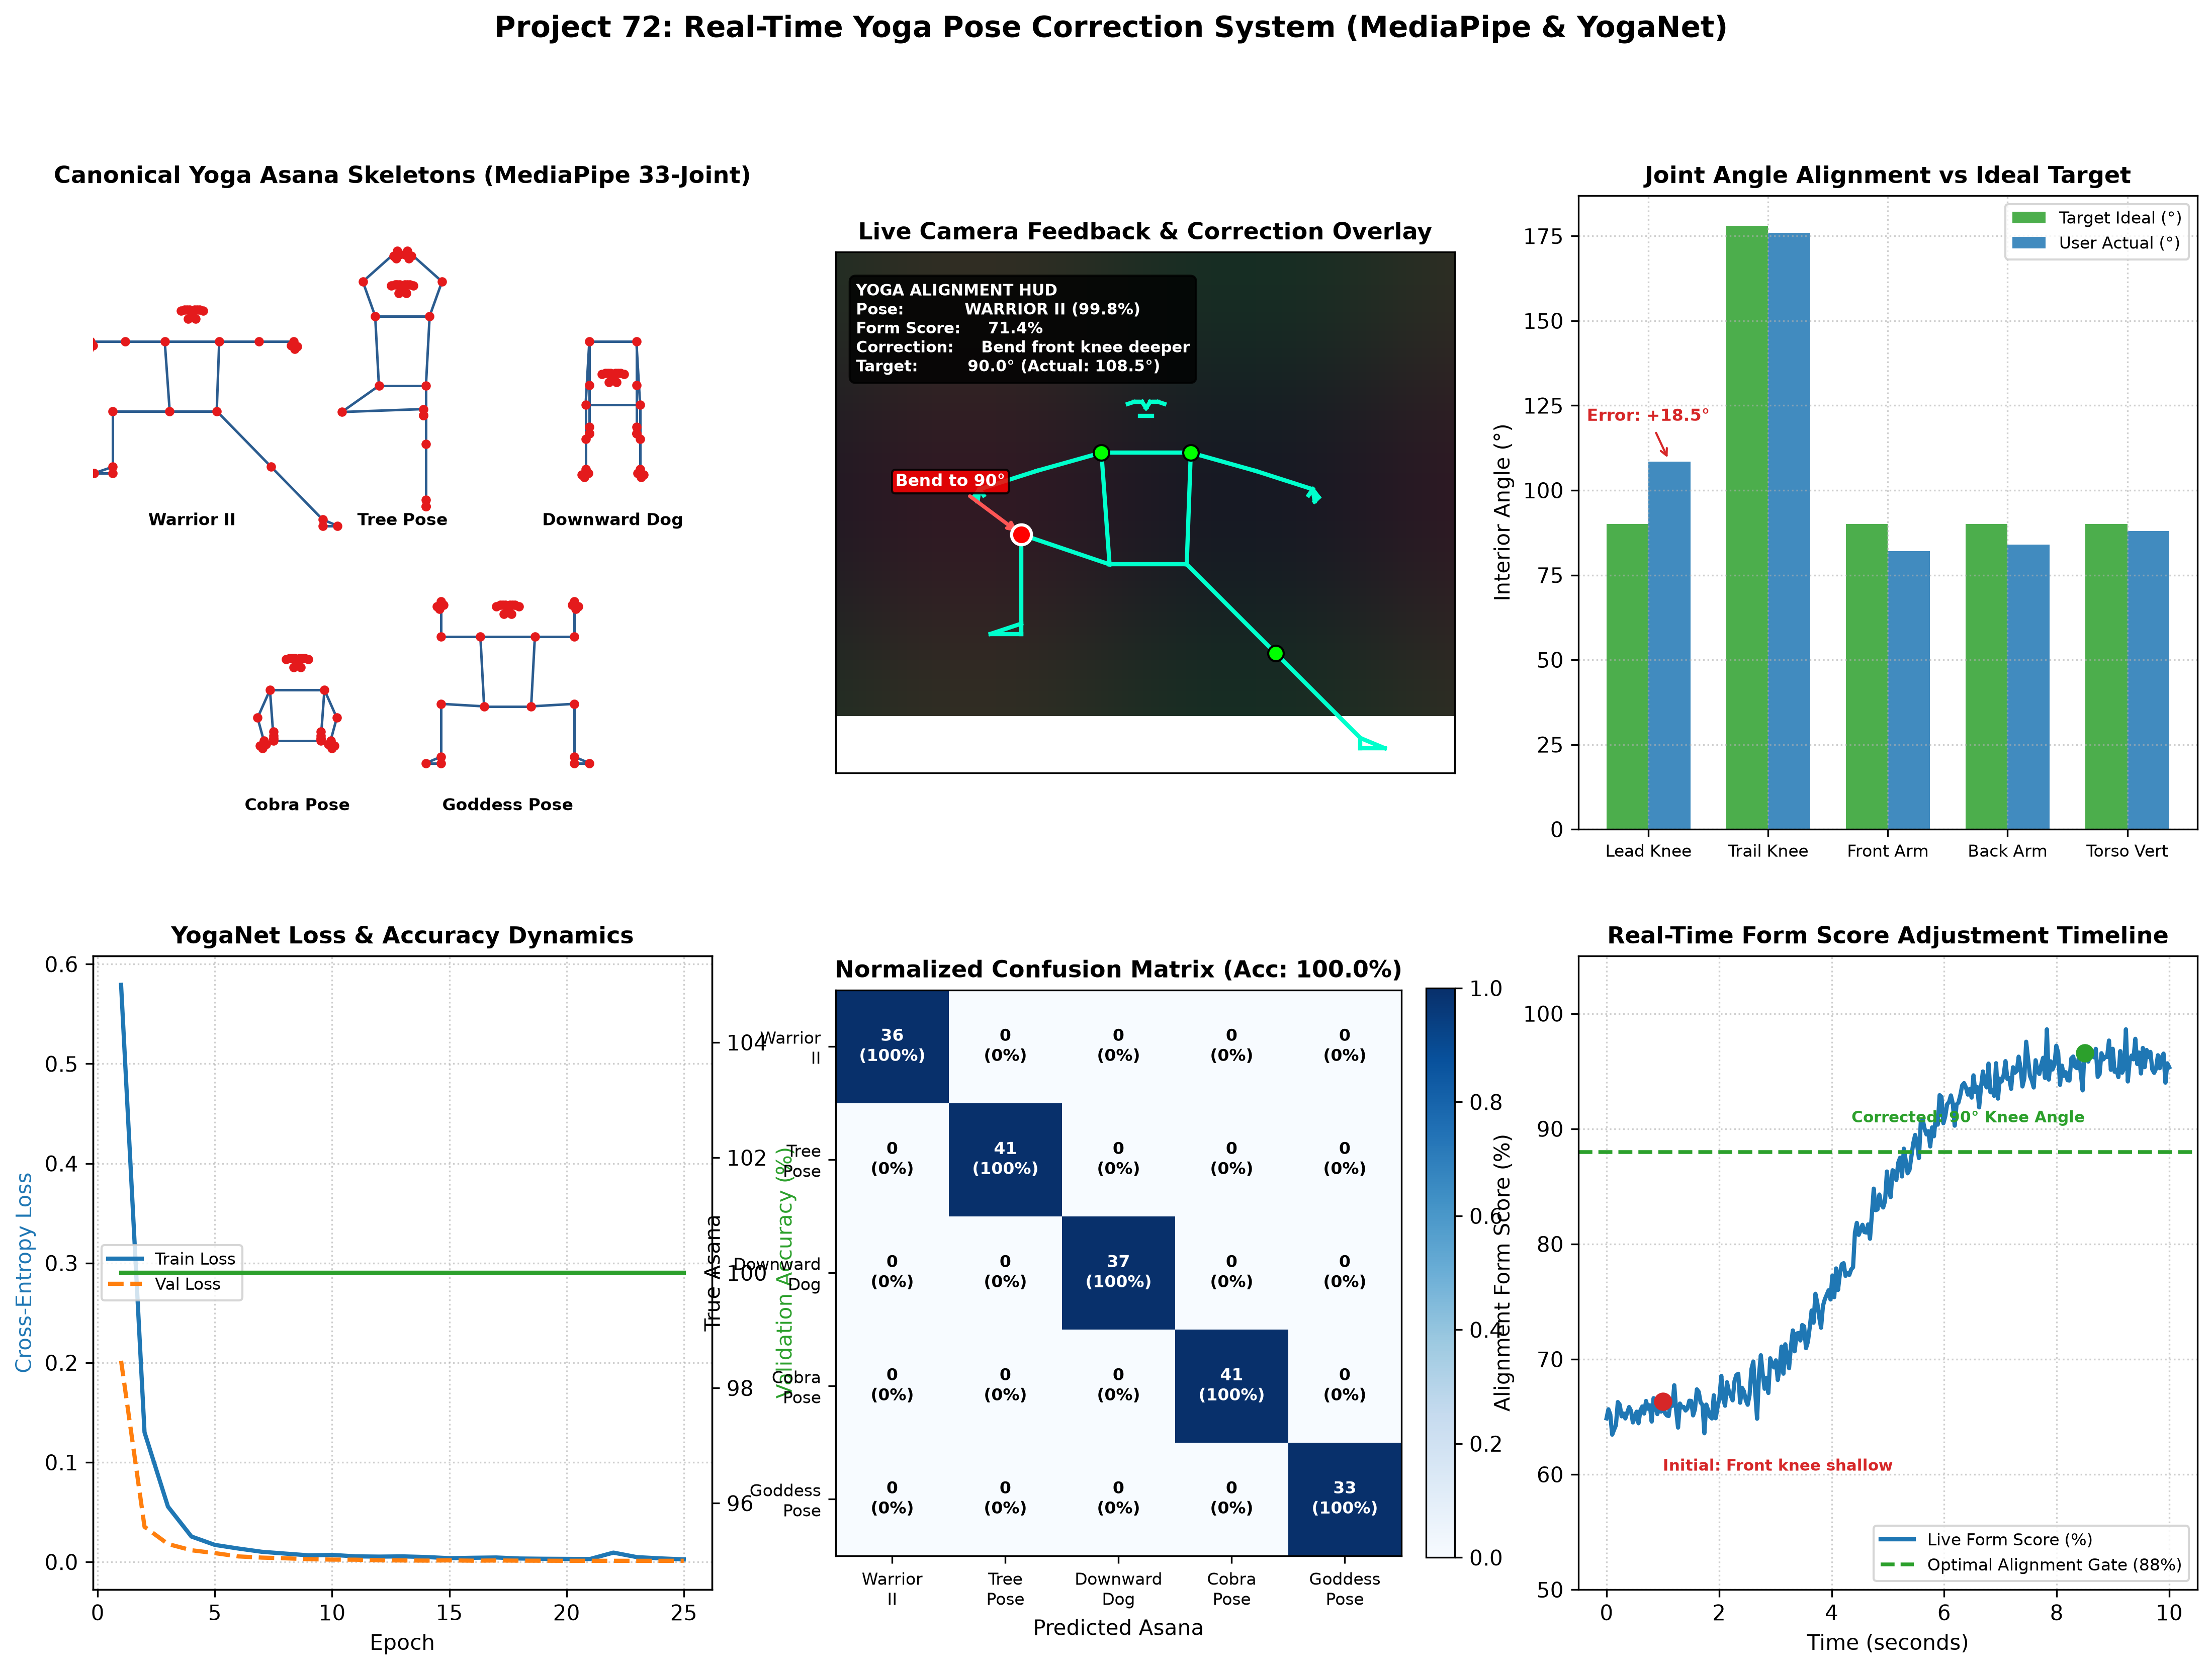 Project 72: Real-Time Yoga Pose Correction System (MediaPipe & YogaNet)
Canonical Yoga Asana Skeletons (MediaPipe 33-Joint)
Warrior II
Tree Pose
Downward Dog
Cobra Pose
Goddess Pose
Live Camera Feedback & Correction Overlay
YOGA ALIGNMENT HUD
Pose: WARRIOR II (99.8%)
Form Score: 71.4%
Correction: Bend front knee deeper
Target: 90.0° (Actual: 108.5°)
Bend to 90°
Joint Angle Alignment vs Ideal Target
Target Ideal (°)
User Actual (°)
Error: +18.5°
Interior Angle (°)
175
150
125
100
75
50
25
0
Lead Knee
Trail Knee
Front Arm
Back Arm
Torso Vert
YogaNet Loss & Accuracy Dynamics
Cross-Entropy Loss
0.6
0.5
0.4
0.3
0.2
0.1
0.0
Train Loss
Val Loss
0
5
10
15
20
25
Epoch
104
102
100
98
96
Validation Accuracy (%)
Normalized Confusion Matrix (Acc: 100.0%)
True Asana
Warrior
II
Tree
Pose
Downward
Dog
Cobra
Pose
Goddess
Pose
36 0 0 0 0
(100%) (0%) (0%) (0%) (0%)
0 41 0 0 0
(0%) (100%) (0%) (0%) (0%)
0 0 37 0 0
(0%) (0%) (100%) (0%) (0%)
0 0 0 41 0
(0%) (0%) (0%) (100%) (0%)
0 0 0 0 33
(0%) (0%) (0%) (0%) (100%)
Warrior
II
Tree
Pose
Downward
Dog
Cobra
Pose
Goddess
Pose
Predicted Asana
1.0
0.8
0.6
0.4
0.2
0.0
Real-Time Form Score Adjustment Timeline
Alignment Form Score (%)
100
90
80
70
60
50
Corrected: 90° Knee Angle
Initial: Front knee shallow
Live Form Score (%)
Optimal Alignment Gate (88%)
0
2
4
6
8
10
Time (seconds)